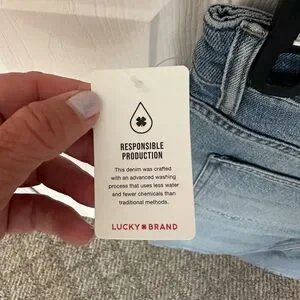 RESPONSIBLE
PRODUCTION
This denim was crafted
with an advanced washing
process that uses less water
and fewer chemicals than
traditional methods.
LUCKY BRAND